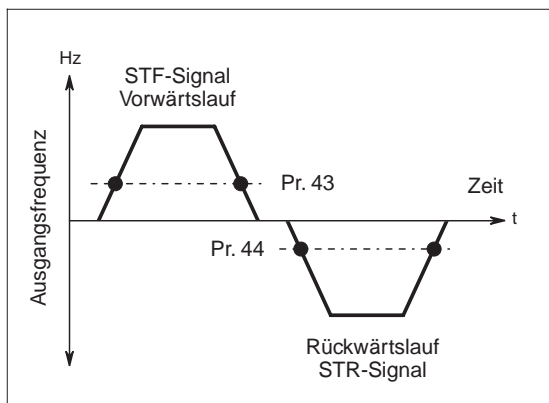 Hz
STF-Signal
Vorwärtslauf
Ausgangsfrequenz
Pr. 43
Zeit
t
Pr. 44
Rückwärtslauf
STR-Signal